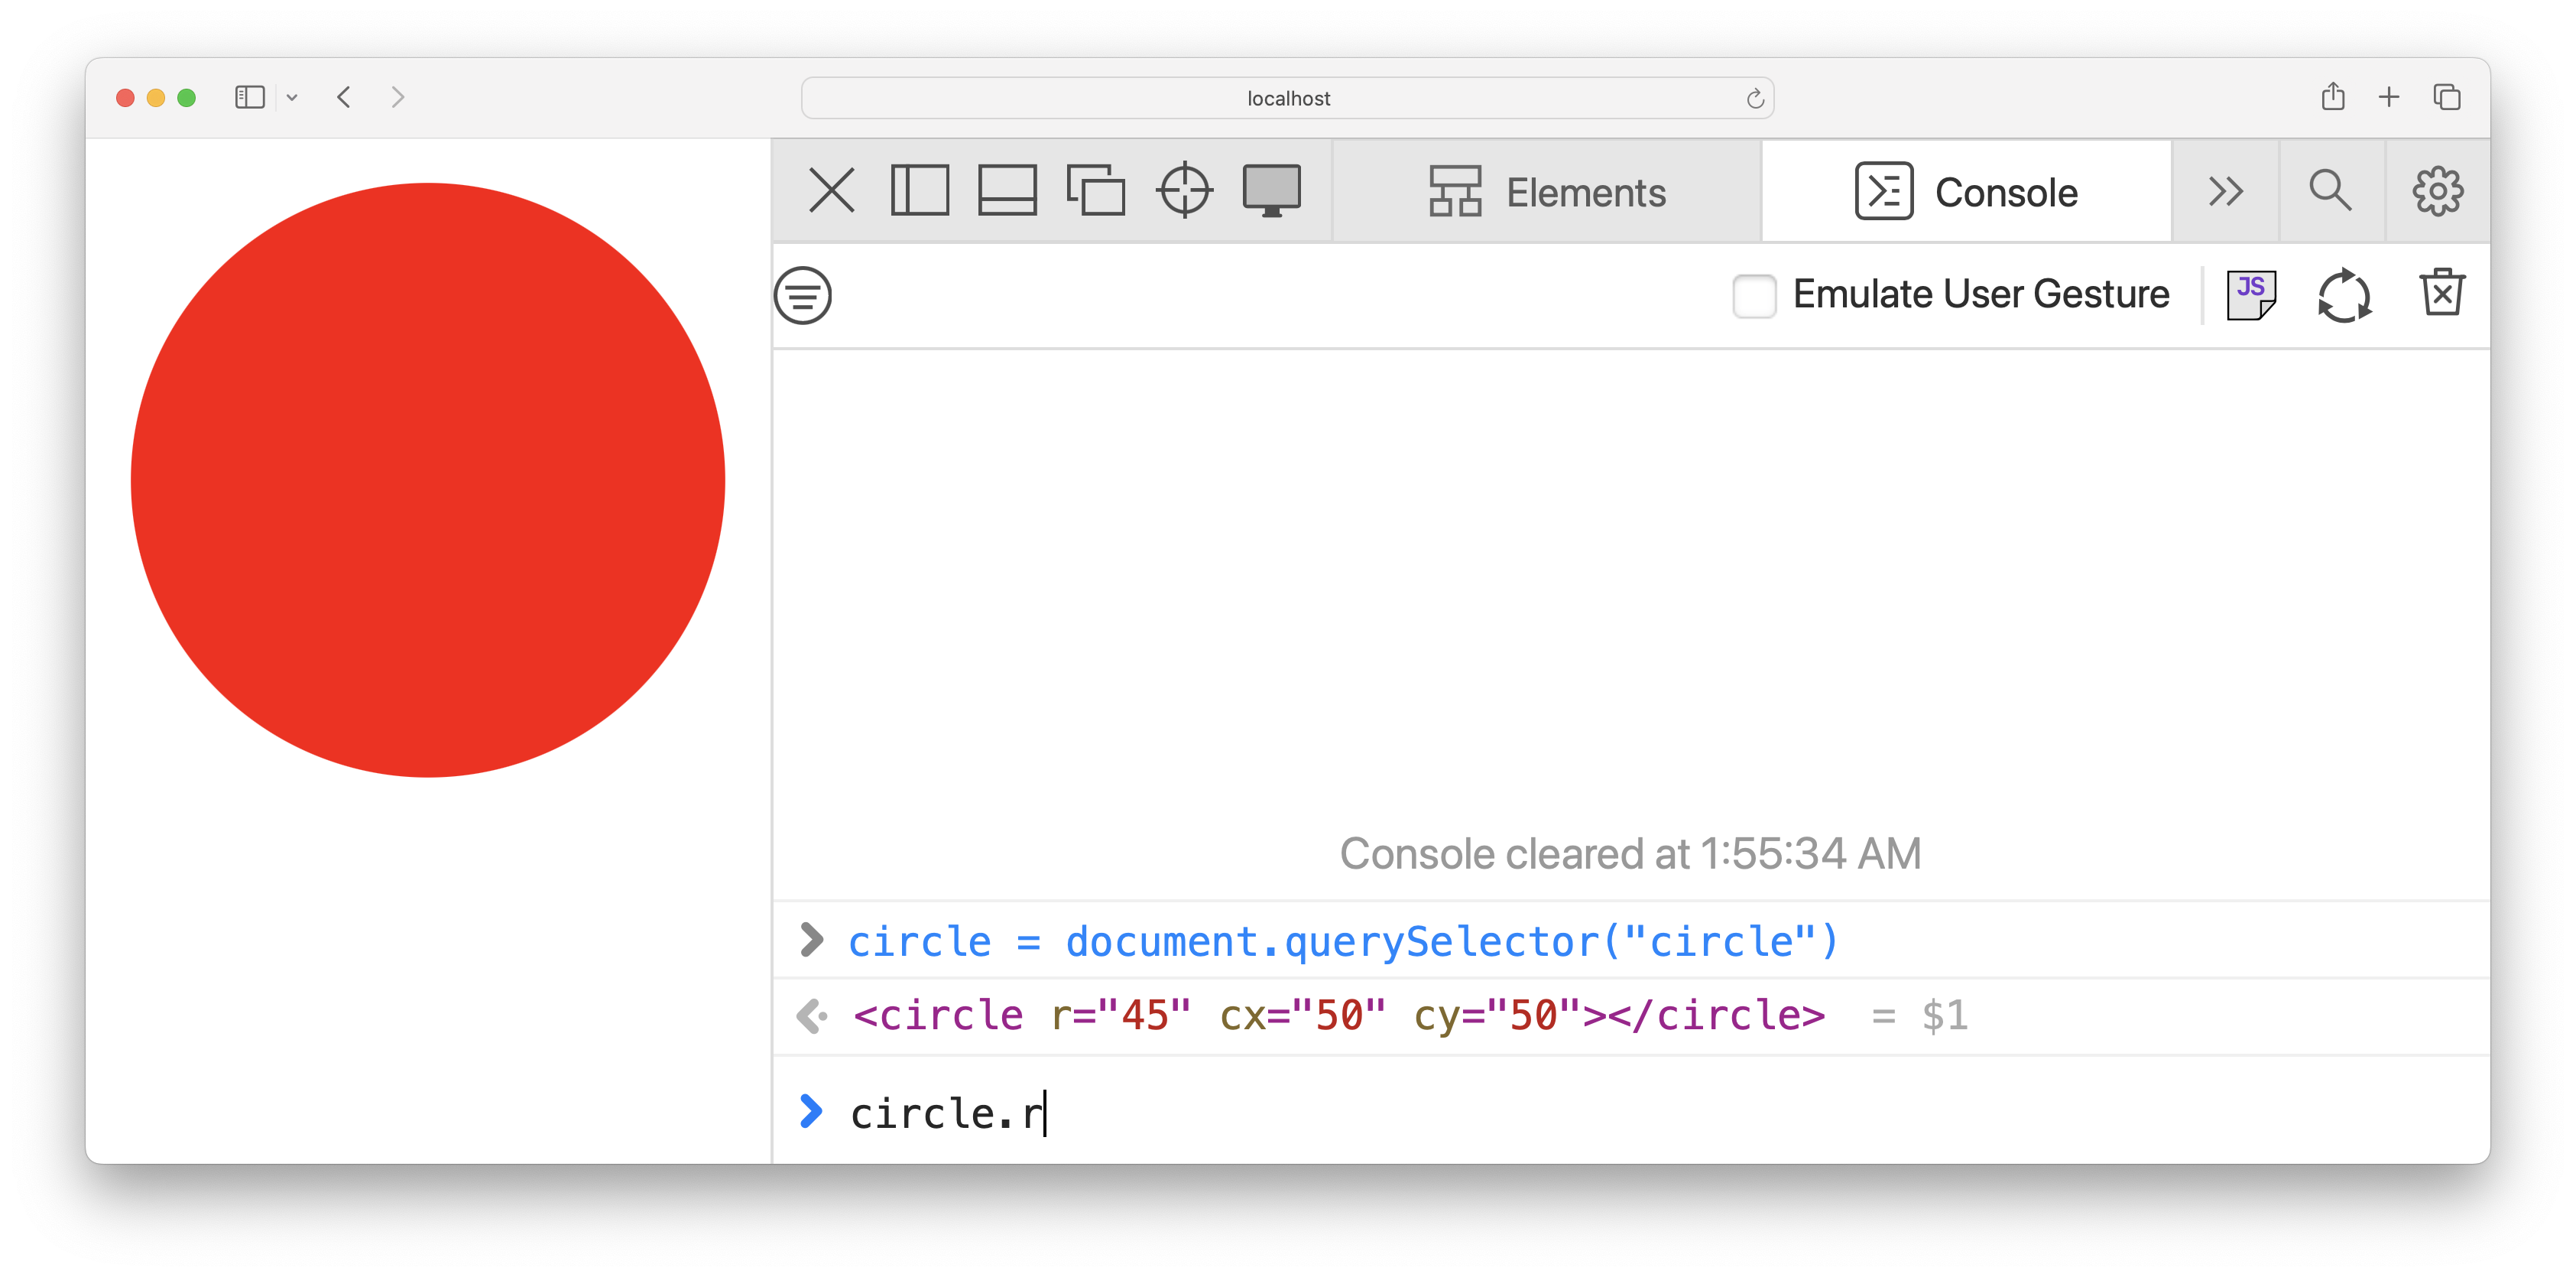 localhost
Elements
Console
Emulate User Gesture
JS
Console cleared at 1:55:34 AM
circle = document.querySelector("circle")
<circle r="45" cx="50" cy="50"></circle> = $1
circle.r